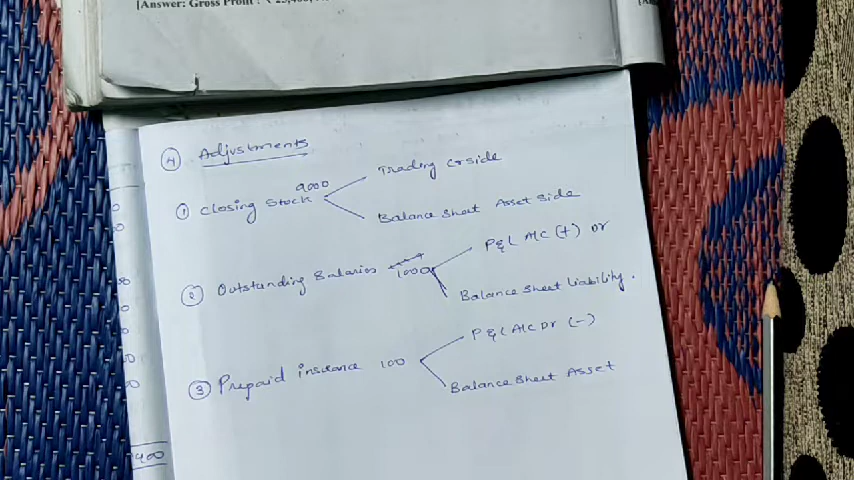 [Answer: Gross Profit : ₹
④ Adjustments
① Closing Stock 9000
Trading Cr side
Balance sheet Asset side
② Outstanding Salaries 1000
P&L A/C (+) Dr
Balance sheet liability.
③ Prepaid insurance 100
P&L A/C Dr (-)
Balance sheet Asset
400